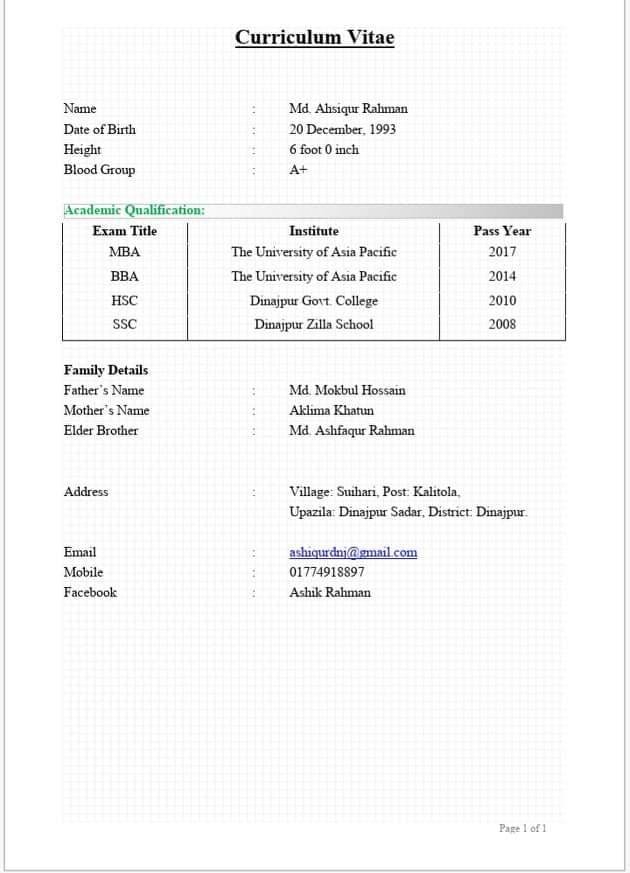 Curriculum Vitae
Name : Md. Ahsiqur Rahman
Date of Birth : 20 December, 1993
Height : 6 foot 0 inch
Blood Group : A+
Academic Qualification:
Exam Title Institute Pass Year
MBA The University of Asia Pacific 2017
BBA The University of Asia Pacific 2014
HSC Dinajpur Govt. College 2010
SSC Dinajpur Zilla School 2008
Family Details
Father's Name : Md. Mokbul Hossain
Mother's Name : Aklima Khatun
Elder Brother : Md. Ashfaqur Rahman
Address : Village: Suihari, Post: Kalitola,
Upazila: Dinajpur Sadar, District: Dinajpur.
Email : ashiqurdnj@gmail.com
Mobile : 01774918897
Facebook : Ashik Rahman
Page 1 of 1